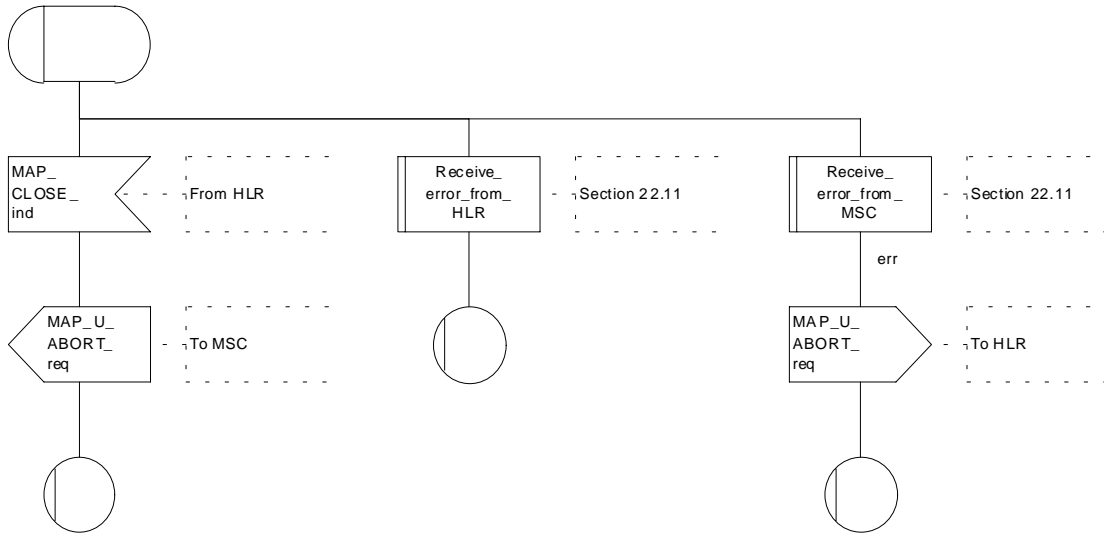 MAP_
CLOSE_
ind
From HLR
Receive_
error_from_
HLR
Section 22.11
Receive_
error_from_
MSC
Section 22.11
err
MAP_U_
ABORT_
req
To MSC
MAP_U_
ABORT_
req
To HLR